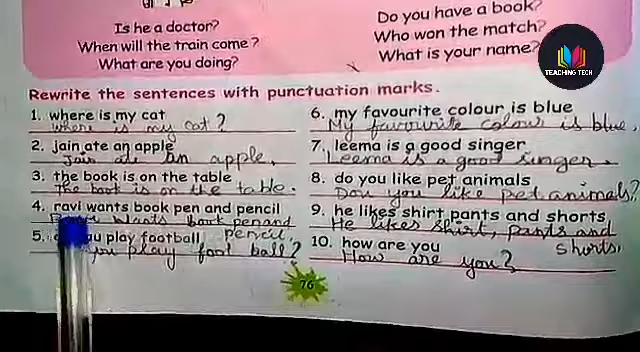 Is he a doctor?
When will the train come?
What are you doing?
Do you have a book?
Who won the match?
What is your name?
TEACHING TECH
Rewrite the sentences with punctuation marks.
1. where is my cat
Where is my cat?
2. jain ate an apple
Jain ate an apple.
3. the book is on the table
The book is on the table.
4. ravi wants book pen and pencil
wants book pen and
pencil.
5. you play football
you play foot ball?
6. my favourite colour is blue
My favourite colour is blue.
7. leema is a good singer
Leema is a good singer.
8. do you like pet animals
Do you like pet animals?
9. he likes shirt pants and shorts
He likes shirt, pants and
shorts.
10. how are you
How are you?
76